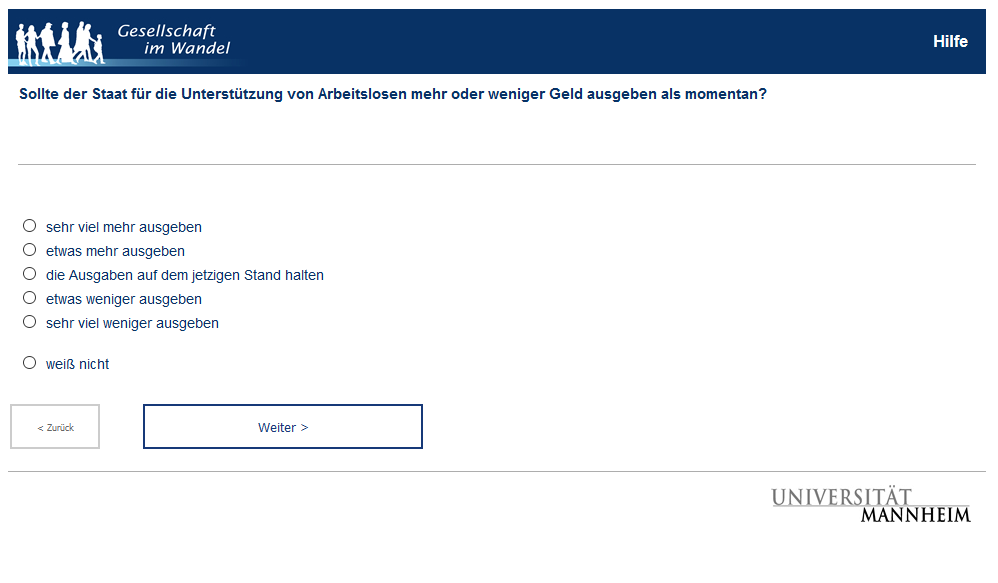 Gesellschaft
im Wandel
Hilfe
Sollte der Staat für die Unterstützung von Arbeitslosen mehr oder weniger Geld ausgeben als momentan?
sehr viel mehr ausgeben
etwas mehr ausgeben
die Ausgaben auf dem jetzigen Stand halten
etwas weniger ausgeben
sehr viel weniger ausgeben
weiß nicht
< Zurück
Weiter >
UNIVERSITÄT
MANNHEIM